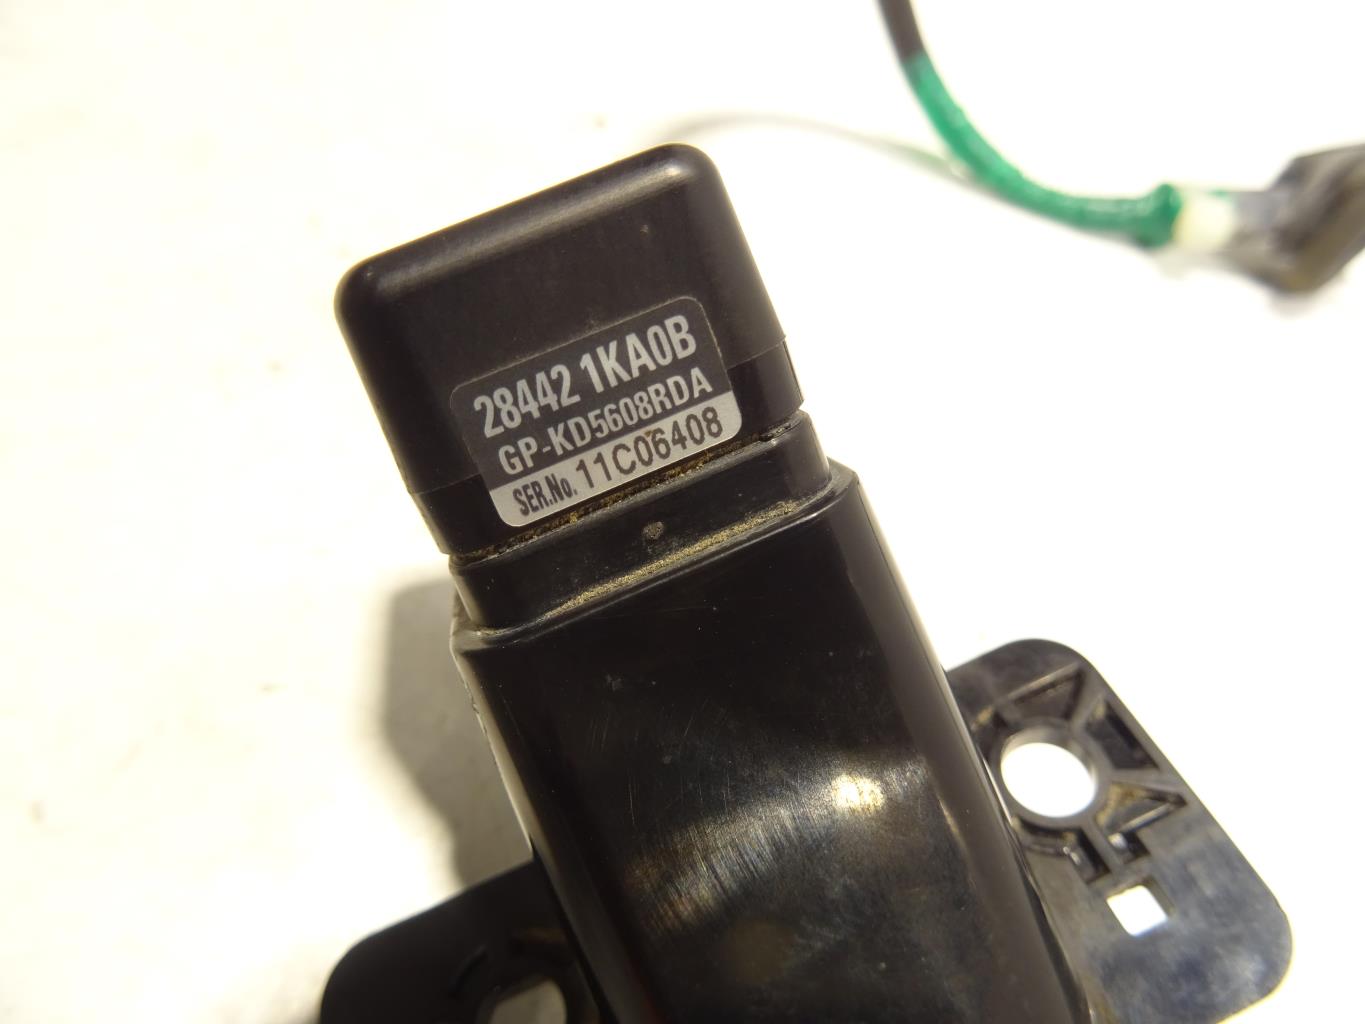 28442 1KA0B
GP-KD5608RDA
SER.No. 11C06408